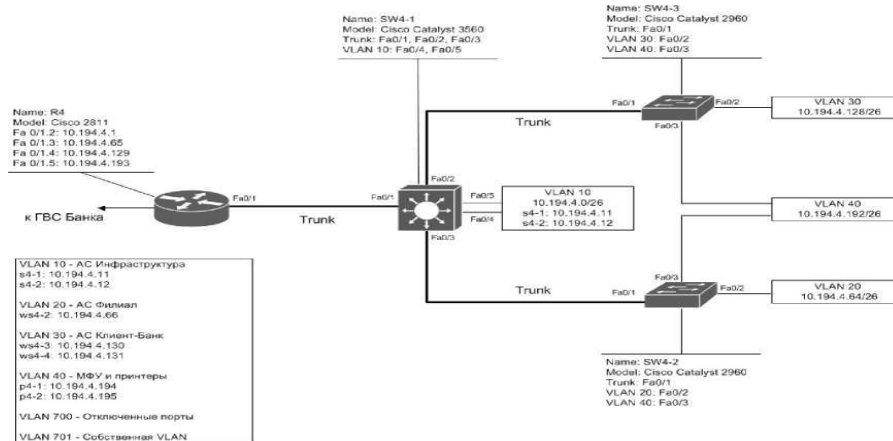 Name: SW4-1
Model: Cisco Catalyst 3560
Trunk: Fa0/1, Fa0/2, Fa0/3
VLAN 10: Fa0/4, Fa0/5
Name: SW4-3
Model: Cisco Catalyst 2960
Trunk: Fa0/1
VLAN 30: Fa0/2
VLAN 40: Fa0/3
Name: R4
Model: Cisco 2811
Fa 0/1.2: 10.194.4.1
Fa 0/1.3: 10.194.4.65
Fa 0/1.4: 10.194.4.129
Fa 0/1.5: 10.194.4.193
Fa0/1
Fa0/2
Fa0/3
VLAN 30
10.194.4.128/26
Trunk
Fa0/2
Fa0/1
Fa0/1
Fa0/5
Fa0/4
Fa0/3
VLAN 10
10.194.4.0/26
s4-1: 10.194.4.11
s4-2: 10.194.4.12
VLAN 40
10.194.4.192/26
к ГВС Банка
Trunk
VLAN 10 - АС Инфраструктура
s4-1: 10.194.4.11
s4-2: 10.194.4.12
VLAN 20 - АС Филиал
ws4-2: 10.194.4.66
VLAN 30 - АС Клиент-Банк
ws4-3: 10.194.4.130
ws4-4: 10.194.4.131
VLAN 40 - МФУ и принтеры
p4-1: 10.194.4.194
p4-2: 10.194.4.195
VLAN 700 - Отключенные порты
VLAN 701 - Собственная VLAN
Trunk
Fa0/1
Fa0/3
Fa0/2
VLAN 20
10.194.4.64/26
Name: SW4-2
Model: Cisco Catalyst 2960
Trunk: Fa0/1
VLAN 20: Fa0/2
VLAN 40: Fa0/3